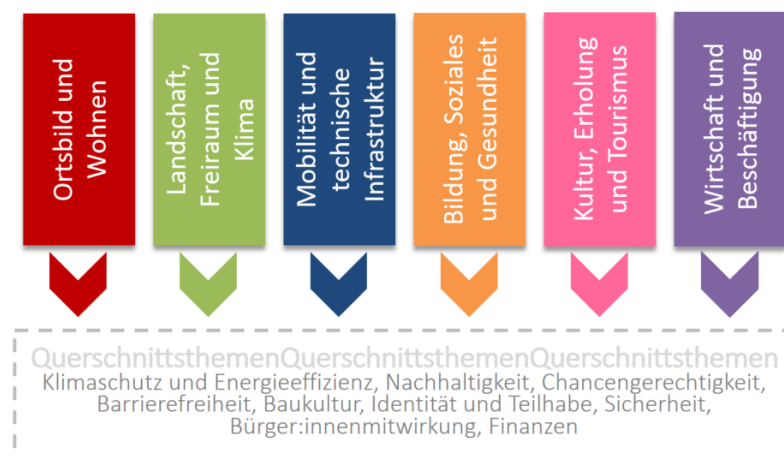 Ortsbild und
Wohnen
Landschaft,
Freiraum und
Klima
Mobilität und
technische
Infrastruktur
Bildung, Soziales
und Gesundheit
Kultur, Erholung
und Tourismus
Wirtschaft und
Beschäftigung
QuerschnittsthemenQuerschnittsthemenQuerschnittsthemen
Klimaschutz und Energieeffizienz, Nachhaltigkeit, Chancengerechtigkeit,
Barrierefreiheit, Baukultur, Identität und Teilhabe, Sicherheit,
Bürger:innenmitwirkung, Finanzen